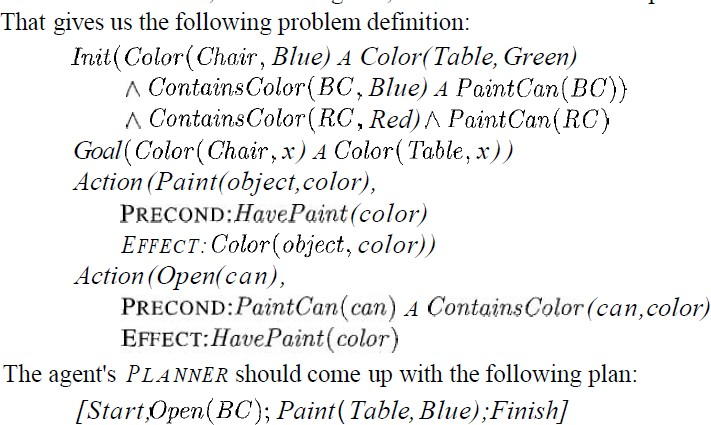 That gives us the following problem definition:
Init(Color(Chair, Blue) A Color(Table, Green)
∧ ContainsColor(BC, Blue) A PaintCan(BC))
∧ ContainsColor(RC, Red) ∧ PaintCan(RC)
Goal(Color(Chair, x) A Color(Table, x))
Action(Paint(object,color),
PRECOND:HavePaint(color)
EFFECT:Color(object, color))
Action(Open(can),
PRECOND:PaintCan(can) A ContainsColor(can,color)
EFFECT:HavePaint(color)
The agent's PLANNER should come up with the following plan:
[Start,Open(BC); Paint(Table,Blue);Finish]